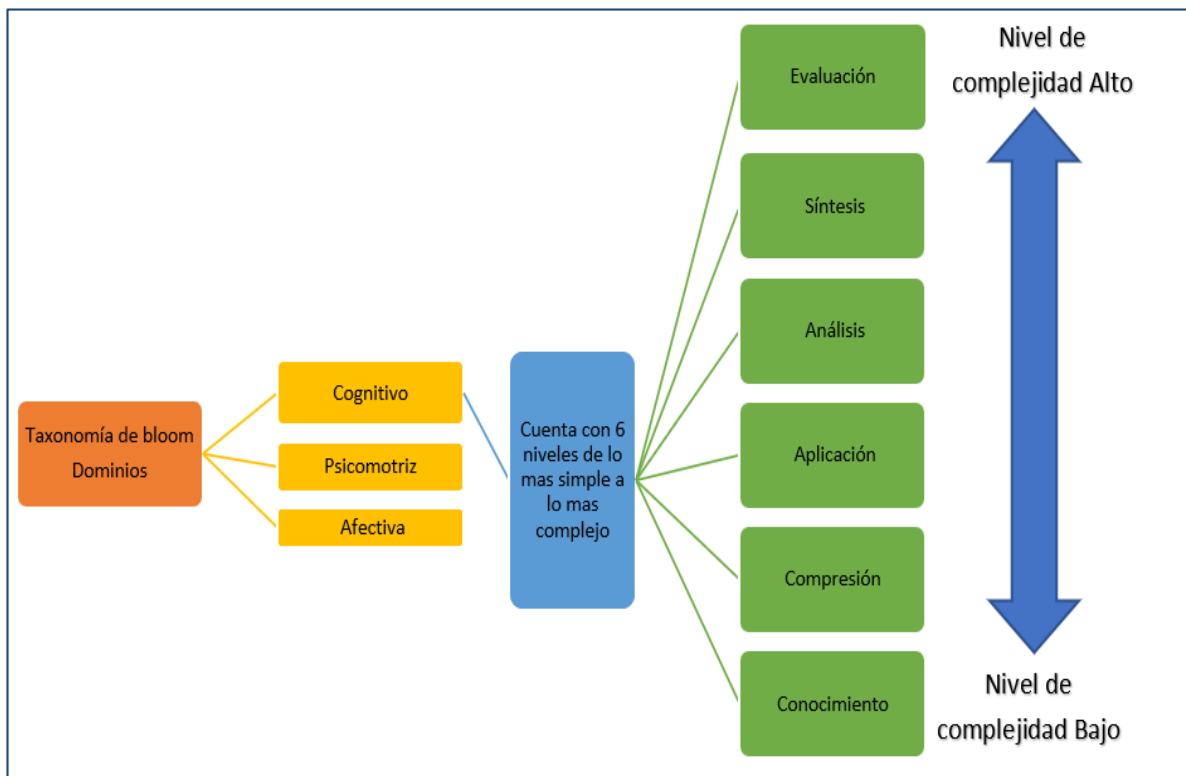 Taxonomía de bloom
Dominios
Cognitivo
Psicomotriz
Afectiva
Cuenta con 6
niveles de lo
mas simple a
lo mas
complejo
Evaluación
Síntesis
Análisis
Aplicación
Compresión
Conocimiento
Nivel de
complejidad Alto
Nivel de
complejidad Bajo